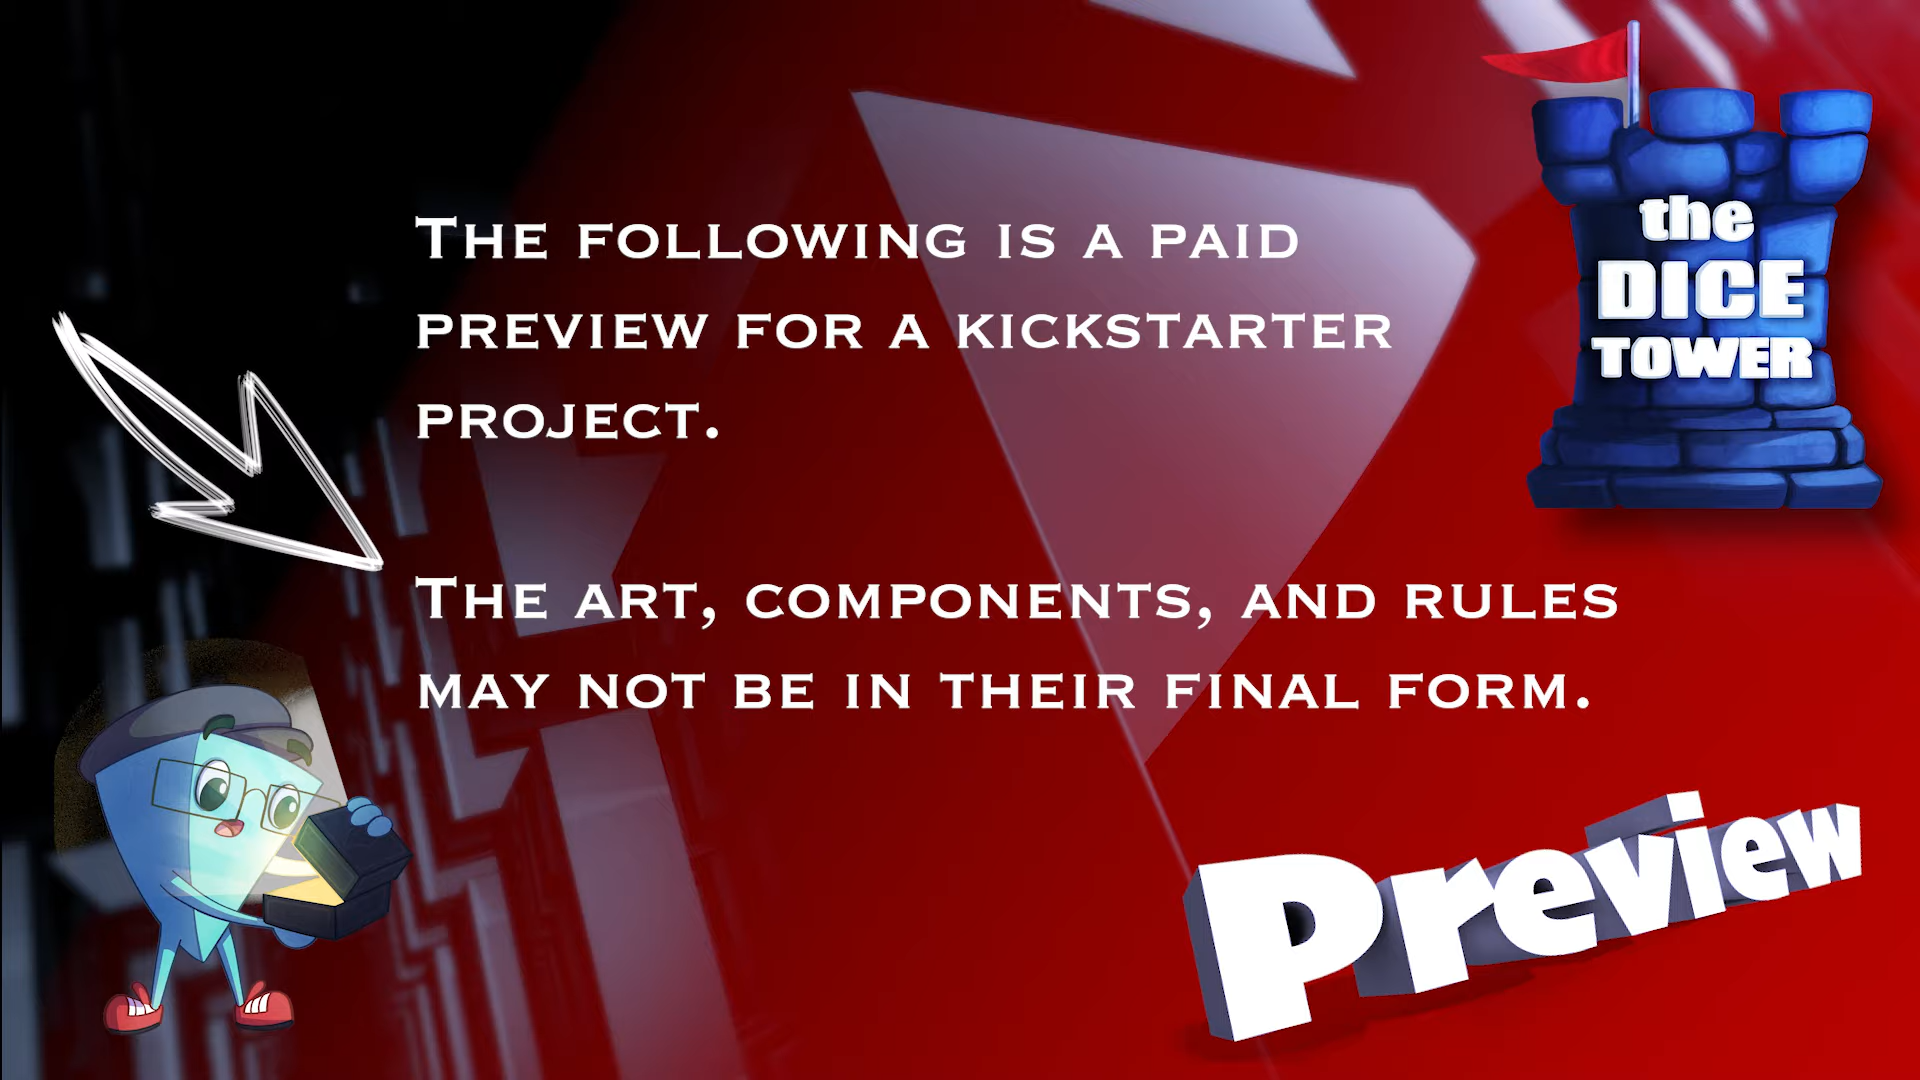 THE FOLLOWING IS A PAID
PREVIEW FOR A KICKSTARTER
PROJECT.
THE ART, COMPONENTS, AND RULES
MAY NOT BE IN THEIR FINAL FORM.
the
DICE
TOWER
Preview